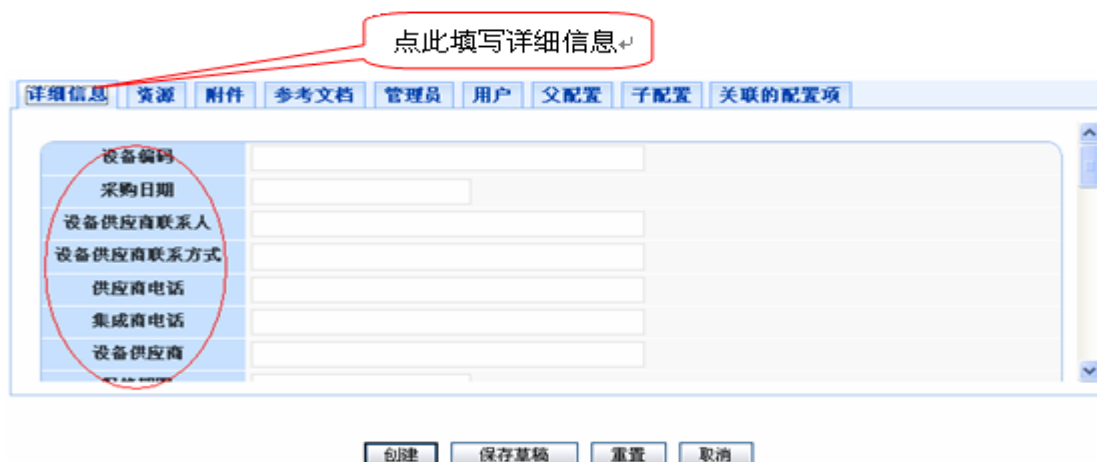 点此填写详细信息↵
详细信息 资源 附件 参考文档 管理员 用户 父配置 子配置 关联的配置项
设备编码
采购日期
设备供应商联系人
设备供应商联系方式
供应商电话
集成商电话
设备供应商
创建 保存草稿 重置 取消